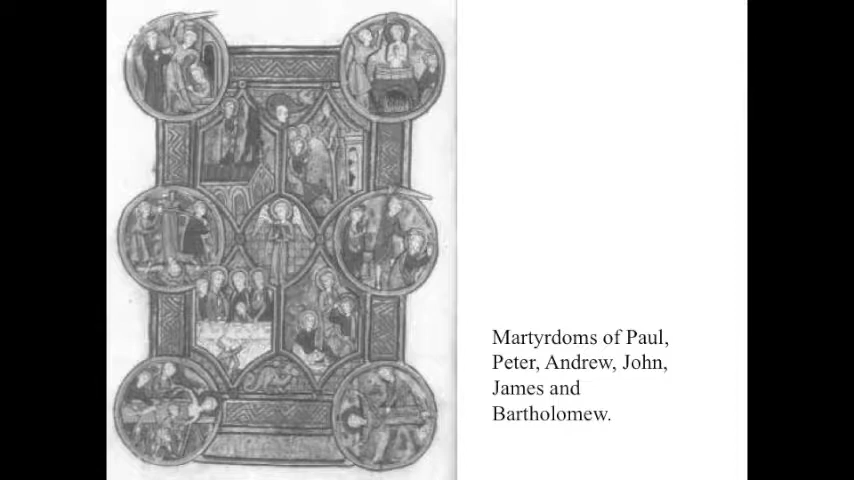 Martyrdoms of Paul,
Peter, Andrew, John,
James and
Bartholomew.